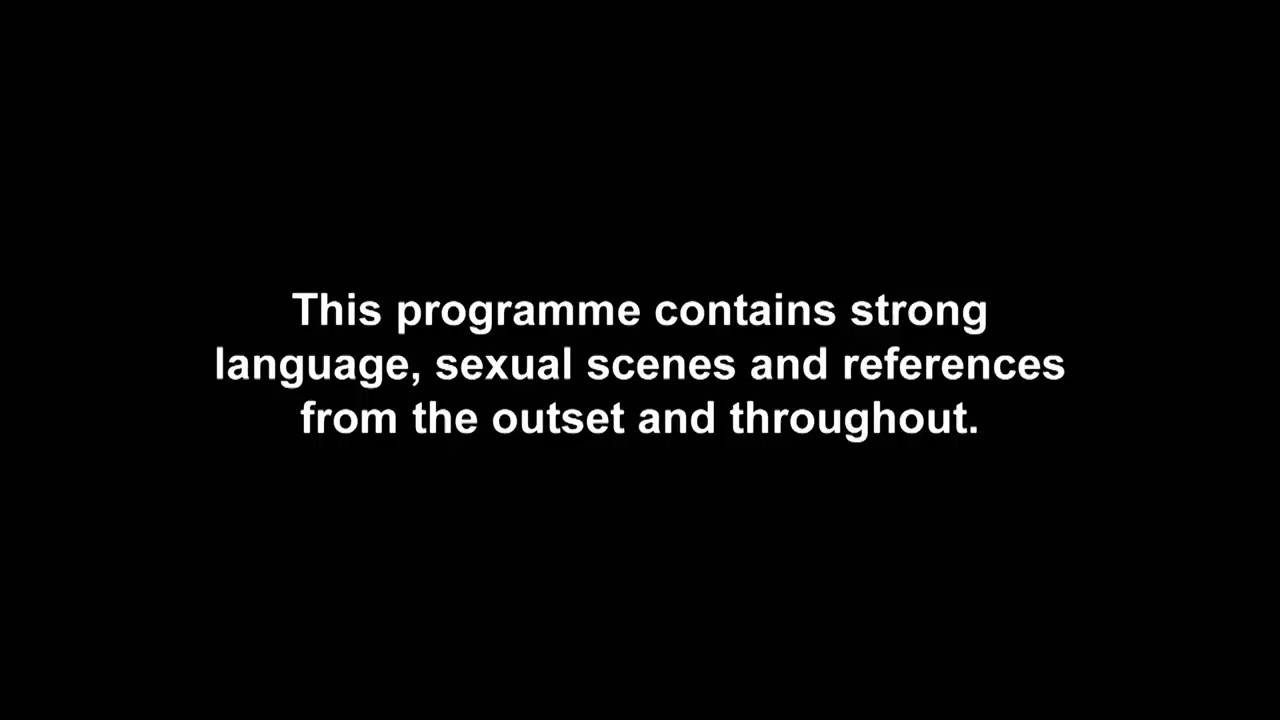 This programme contains strong
language, sexual scenes and references
from the outset and throughout.